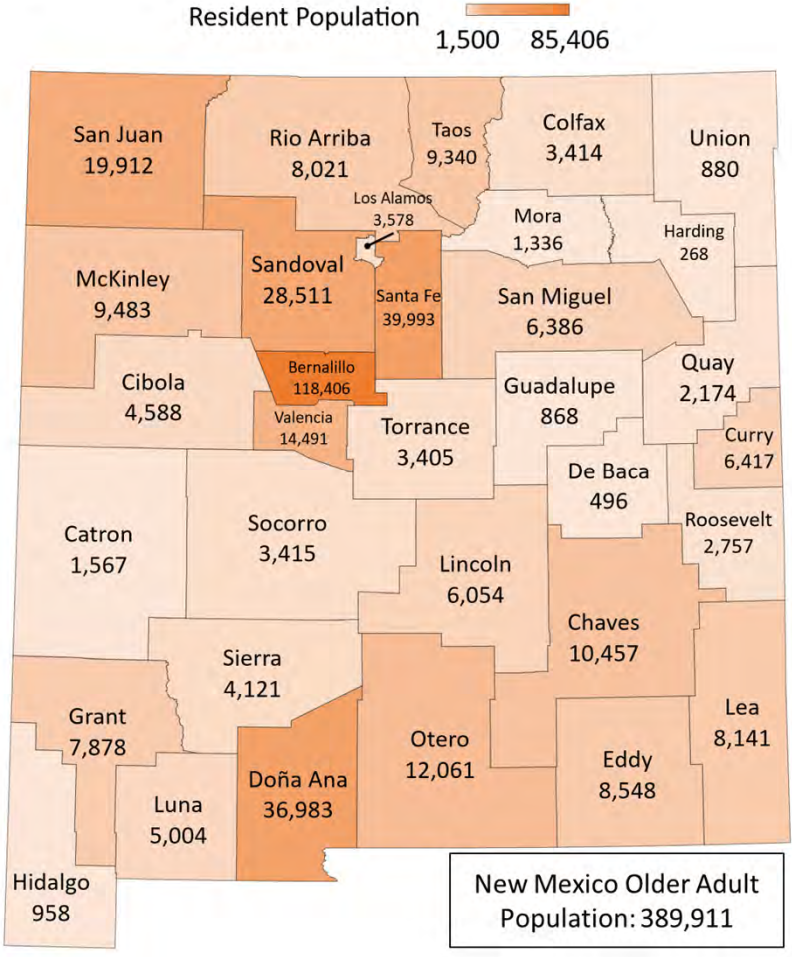 Resident Population
1,500 85,406
San Juan
19,912
Rio Arriba
8,021
Taos
9,340
Colfax
3,414
Union
880
Los Alamos
3,578
Mora
1,336
Harding
268
McKinley
9,483
Sandoval
28,511
Santa Fe
39,993
San Miguel
6,386
Cibola
4,588
Bernalillo
118,406
Valencia
14,491
Torrance
3,405
Guadalupe
868
Quay
2,174
Curry
6,417
De Baca
496
Roosevelt
2,757
Catron
1,567
Socorro
3,415
Lincoln
6,054
Chaves
10,457
Sierra
4,121
Grant
7,878
Luna
5,004
Doña Ana
36,983
Otero
12,061
Eddy
8,548
Lea
8,141
Hidalgo
958
New Mexico Older Adult
Population: 389,911